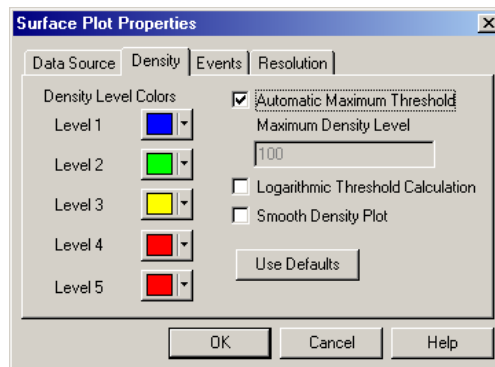 Surface Plot Properties
Data Source Density Events Resolution
Density Level Colors
Level 1
Level 2
Level 3
Level 4
Level 5
Automatic Maximum Threshold
Maximum Density Level
100
Logarithmic Threshold Calculation
Smooth Density Plot
Use Defaults
OK Cancel Help